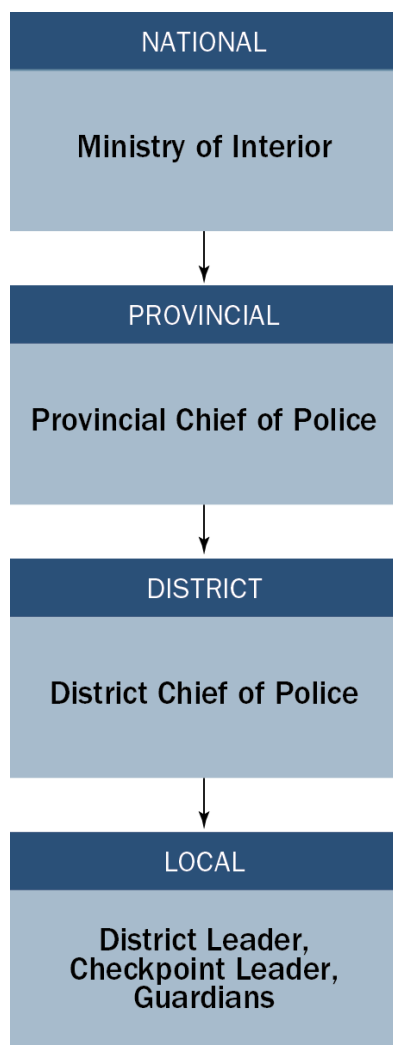 NATIONAL
Ministry of Interior
PROVINCIAL
Provincial Chief of Police
DISTRICT
District Chief of Police
LOCAL
District Leader,
Checkpoint Leader,
Guardians